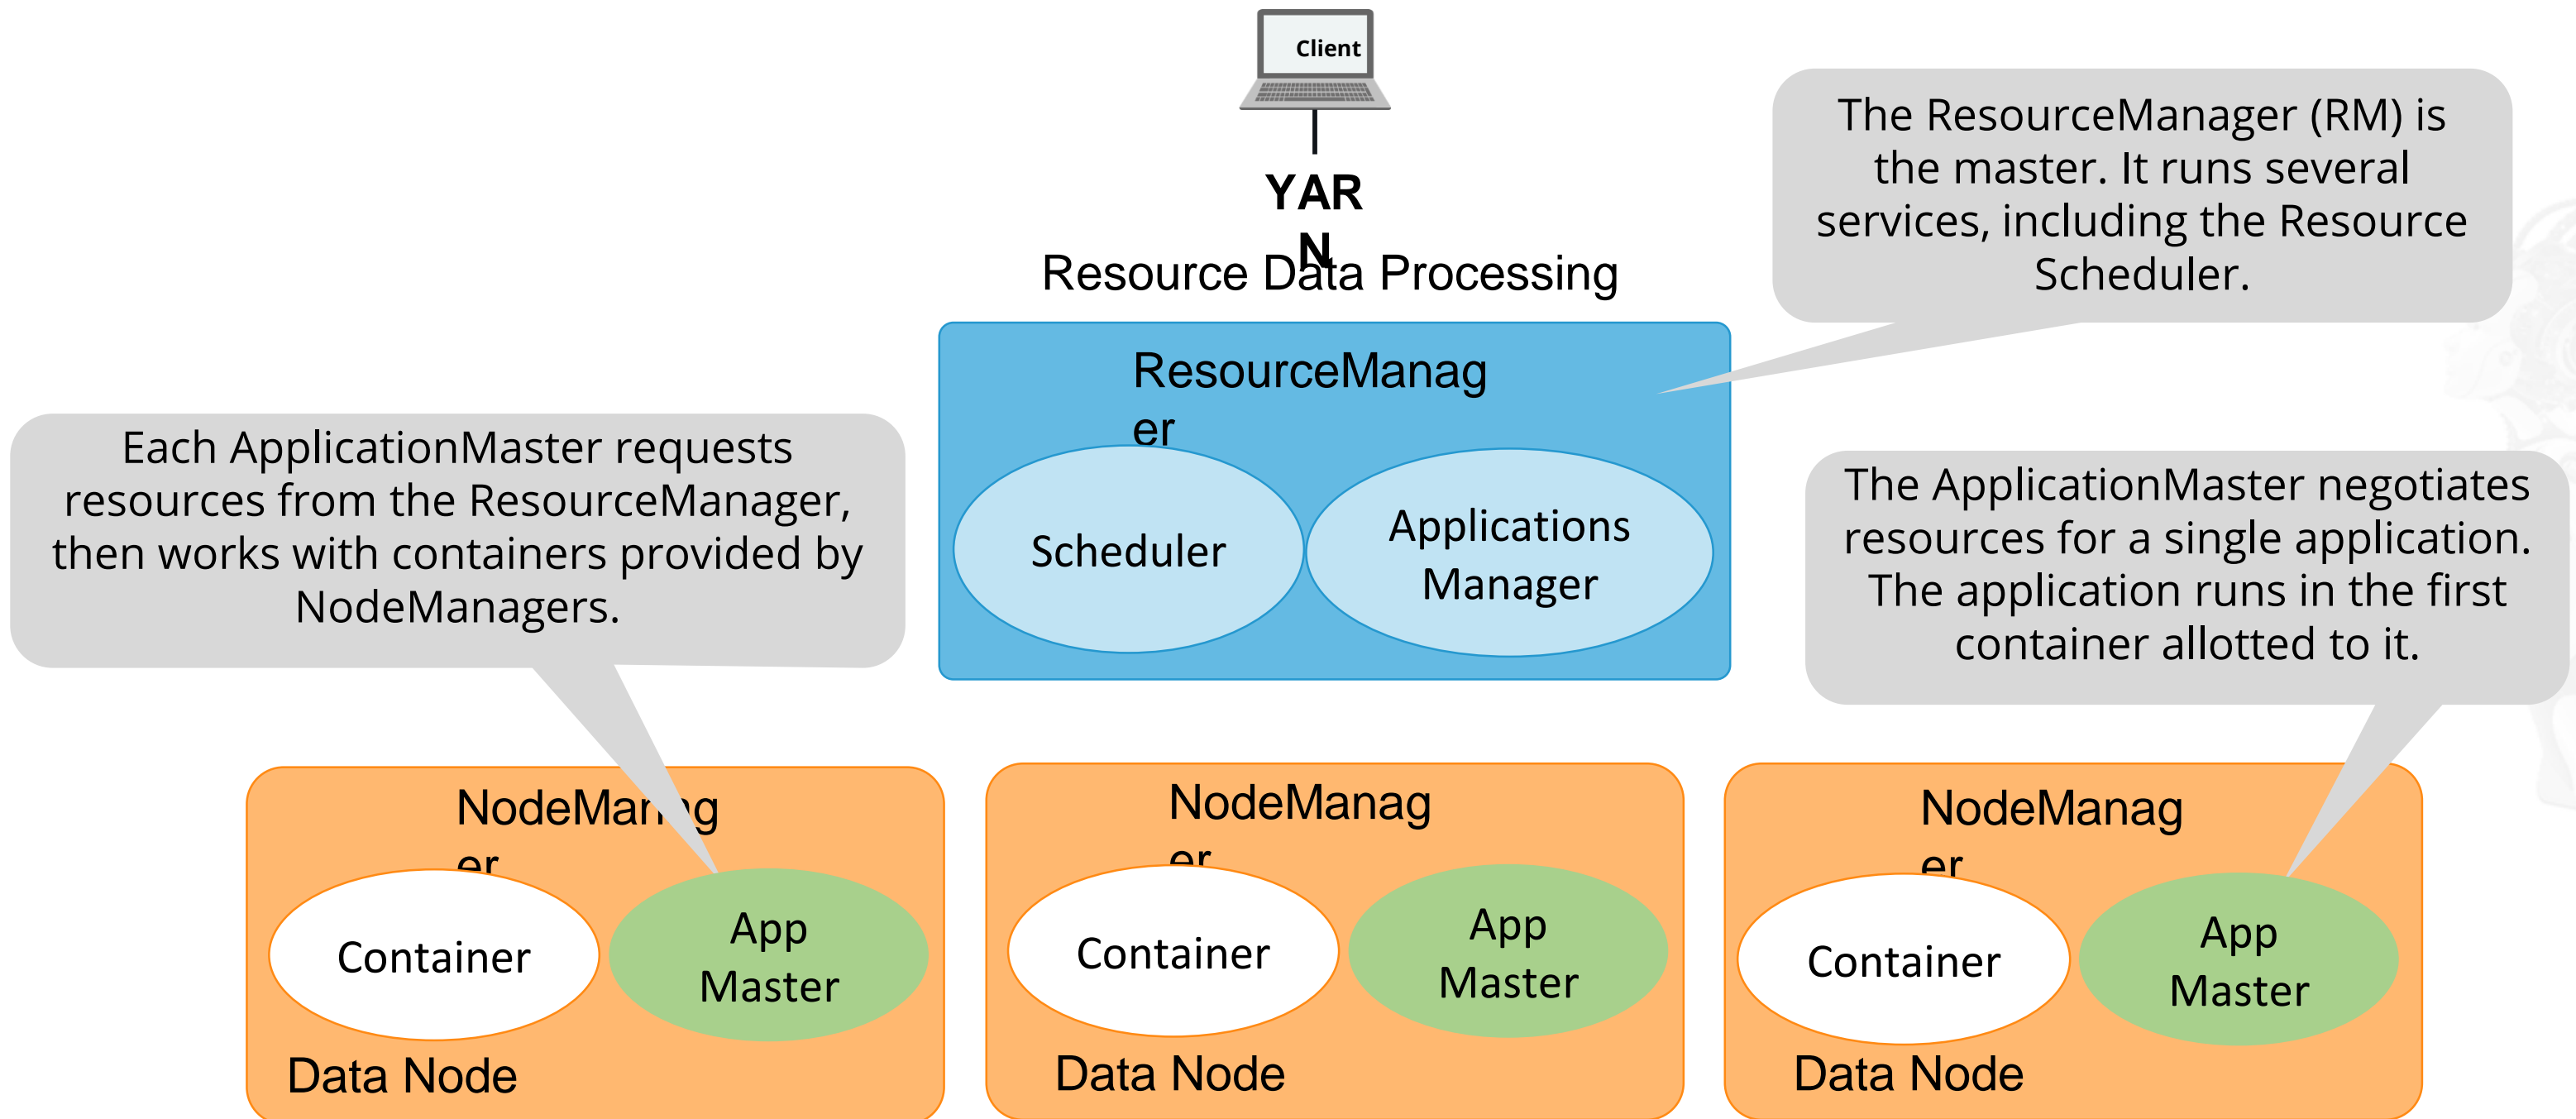 Client
YAR
N
Resource Data Processing
The ResourceManager (RM) is
the master. It runs several
services, including the Resource
Scheduler.
ResourceManag
er
Scheduler
Applications
Manager
Each ApplicationMaster requests
resources from the ResourceManager,
then works with containers provided by
NodeManagers.
The ApplicationMaster negotiates
resources for a single application.
The application runs in the first
container allotted to it.
NodeManag
er
Container
App
Master
Data Node
NodeManag
er
Container
App
Master
Data Node
NodeManag
er
Container
App
Master
Data Node